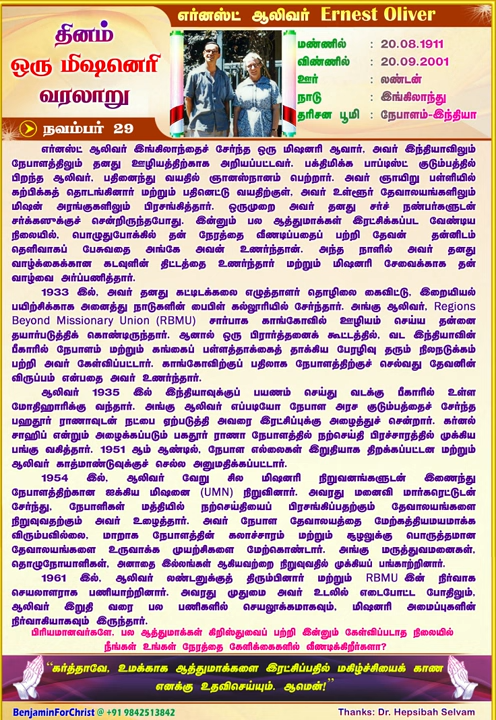 தினம்
ஒரு மிஷனெரி
வரலாறு
நவம்பர் 29
எர்னஸ்ட் ஆலிவர் Ernest Oliver
மண்ணில் : 20.08.1911
விண்ணில் : 20.09.2001
ஊர் : லண்டன்
நாடு : இங்கிலாந்து
தரிசன பூமி : நேபாளம்-இந்தியா
எர்னஸ்ட் ஆலிவர் இங்கிலாந்தைச் சேர்ந்த ஒரு மிஷனரி ஆவார். அவர் இந்தியாவிலும்
நேபாளத்திலும் தனது ஊழியத்திற்காக அறியப்பட்டவர். பக்திமிக்க பாப்டிஸ்ட் குடும்பத்தில்
பிறந்த ஆலிவர், பதினைந்து வயதில் ஞானஸ்நானம் பெற்றார். அவர் ஞாயிறு பள்ளியில்
கற்பிக்கத் தொடங்கினார் மற்றும் பதினெட்டு வயதிற்குள், அவர் உள்ளூர் தேவாலயங்களிலும்
மிஷன் அரங்குகளிலும் பிரசங்கித்தார். ஒருமுறை அவர் தனது சர்ச் நண்பர்களுடன்
சர்க்கஸுக்குச் சென்றிருந்தபோது, இன்னும் பல ஆத்துமாக்கள் இரட்சிக்கப்பட வேண்டிய
நிலையில், பொழுதுபோக்கில் தன் நேரத்தை வீணடிப்பதைப் பற்றி தேவன் தன்னிடம்
தெளிவாகப் பேசுவதை அங்கே அவன் உணர்ந்தான். அந்த நாளில் அவர் தனது
வாழ்கைக்கான கடவுளின் திட்டத்தை உணர்ந்தார் மற்றும் மிஷனரி சேவைக்காக தன்
வாழ்வை அர்ப்பணித்தார்.
1933 இல், அவர் தனது கட்டிடக்கலை எழுத்தாளர் தொழிலை கைவிட்டு, இறையியல்
பயிற்சிக்காக அனைத்து நாடுகளின் பைபிள் கல்லூரியில் சேர்ந்தார். அங்கு ஆலிவர், Regions
Beyond Missionary Union (RBMU) சார்பாக காங்கோவில் ஊழியம் செய்ய தன்னை
தயார்படுத்திக் கொண்டிருந்தார். ஆனால் ஒரு பிரார்த்தனைக் கூட்டத்தில், வட இந்தியாவின்
பீகாரில் நேபாளம் மற்றும் கங்கைப் பள்ளத்தாக்கைத் தாக்கிய பேரழிவு தரும் நிலநடுக்கம்
பற்றி அவர் கேள்விப்பட்டார். காங்கோவிற்குப் பதிலாக நேபாளத்திற்குச் செல்வது தேவனின்
விருப்பம் என்பதை அவர் உணர்ந்தார்.
ஆலிவர் 1935 இல் இந்தியாவுக்குப் பயணம் செய்து வடக்கு பீகாரில் உள்ள
மோதிஹாரிக்கு வந்தார். அங்கு ஆலிவர் எப்படியோ நேபாள அரச குடும்பத்தைச் சேர்ந்த
பஹதூர் ராணாவுடன் நட்பை ஏற்படுத்தி அவரை இரட்சிப்புக்கு அழைத்துச் சென்றார். கர்னல்
சாஹிப் என்றும் அழைக்கப்படும் பகதூர் ராணா நேபாளத்தில் நற்செய்தி பிரச்சாரத்தில் முக்கிய
பங்கு வகித்தார். 1951 ஆம் ஆண்டில், நேபாள எல்லைகள் இறுதியாக திறக்கப்பட்டன மற்றும்
ஆலிவர் காத்மாண்டுவுக்குச் செல்ல அனுமதிக்கப்பட்டார்.
1954 இல், ஆலிவர் வேறு சில மிஷனரி நிறுவனங்களுடன் இணைந்து
நேபாளத்திற்கான ஐக்கிய மிஷனை (UMN) நிறுவினார். அவரது மனைவி மார்கரெட்டுடன்
சேர்ந்து, நேபாளிகள் மத்தியில் நற்செய்தியைப் பிரசங்கிப்பதற்கும் தேவாலயங்களை
நிறுவுவதற்கும் அவர் உழைத்தார். அவர் நேபாள தேவாலயத்தை மேற்கத்தியமயமாக்க
விரும்பவில்லை, மாறாக நேபாளத்தின் கலாச்சாரம் மற்றும் சூழலுக்கு பொருத்தமான
தேவாலயங்களை உருவாக்க முயற்சிகளை மேற்கொண்டார். அங்கு மருத்துவமனைகள்,
தொழுநோயாளிகள், அனாதை இல்லங்கள் ஆகியவற்றை நிறுவுவதில் முக்கியப் பங்காற்றினார்.
1961 இல், ஆலிவர் லண்டனுக்குத் திரும்பினார் மற்றும் RBMU இன் நிர்வாக
செயலாளராக பணியாற்றினார். அவரது முதுமை அவர் உடலில் எடைபோட்ட போதிலும்,
ஆலிவர் இறுதி வரை பல பணிகளில் செயலூக்கமாகவும், மிஷனரி அமைப்புகளின்
நிர்வாகியாகவும் இருந்தார்.
பிரியமானவர்களே, பல ஆத்துமாக்கள் கிறிஸ்துவைப் பற்றி இன்னும் கேள்விப்படாத நிலையில்
நீங்கள் உங்கள் நேரத்தை கேளிக்கைகளில் வீணடிக்கிறீர்களா?
“கர்த்தாவே, உமக்காக ஆத்துமாக்களை இரட்சிப்பதில் மகிழ்ச்சியைக் காண
எனக்கு உதவிசெய்யும். ஆமென்!”
BenjaminForChrist @ +91 9842513842
Thanks: Dr. Hepsibah Selvam